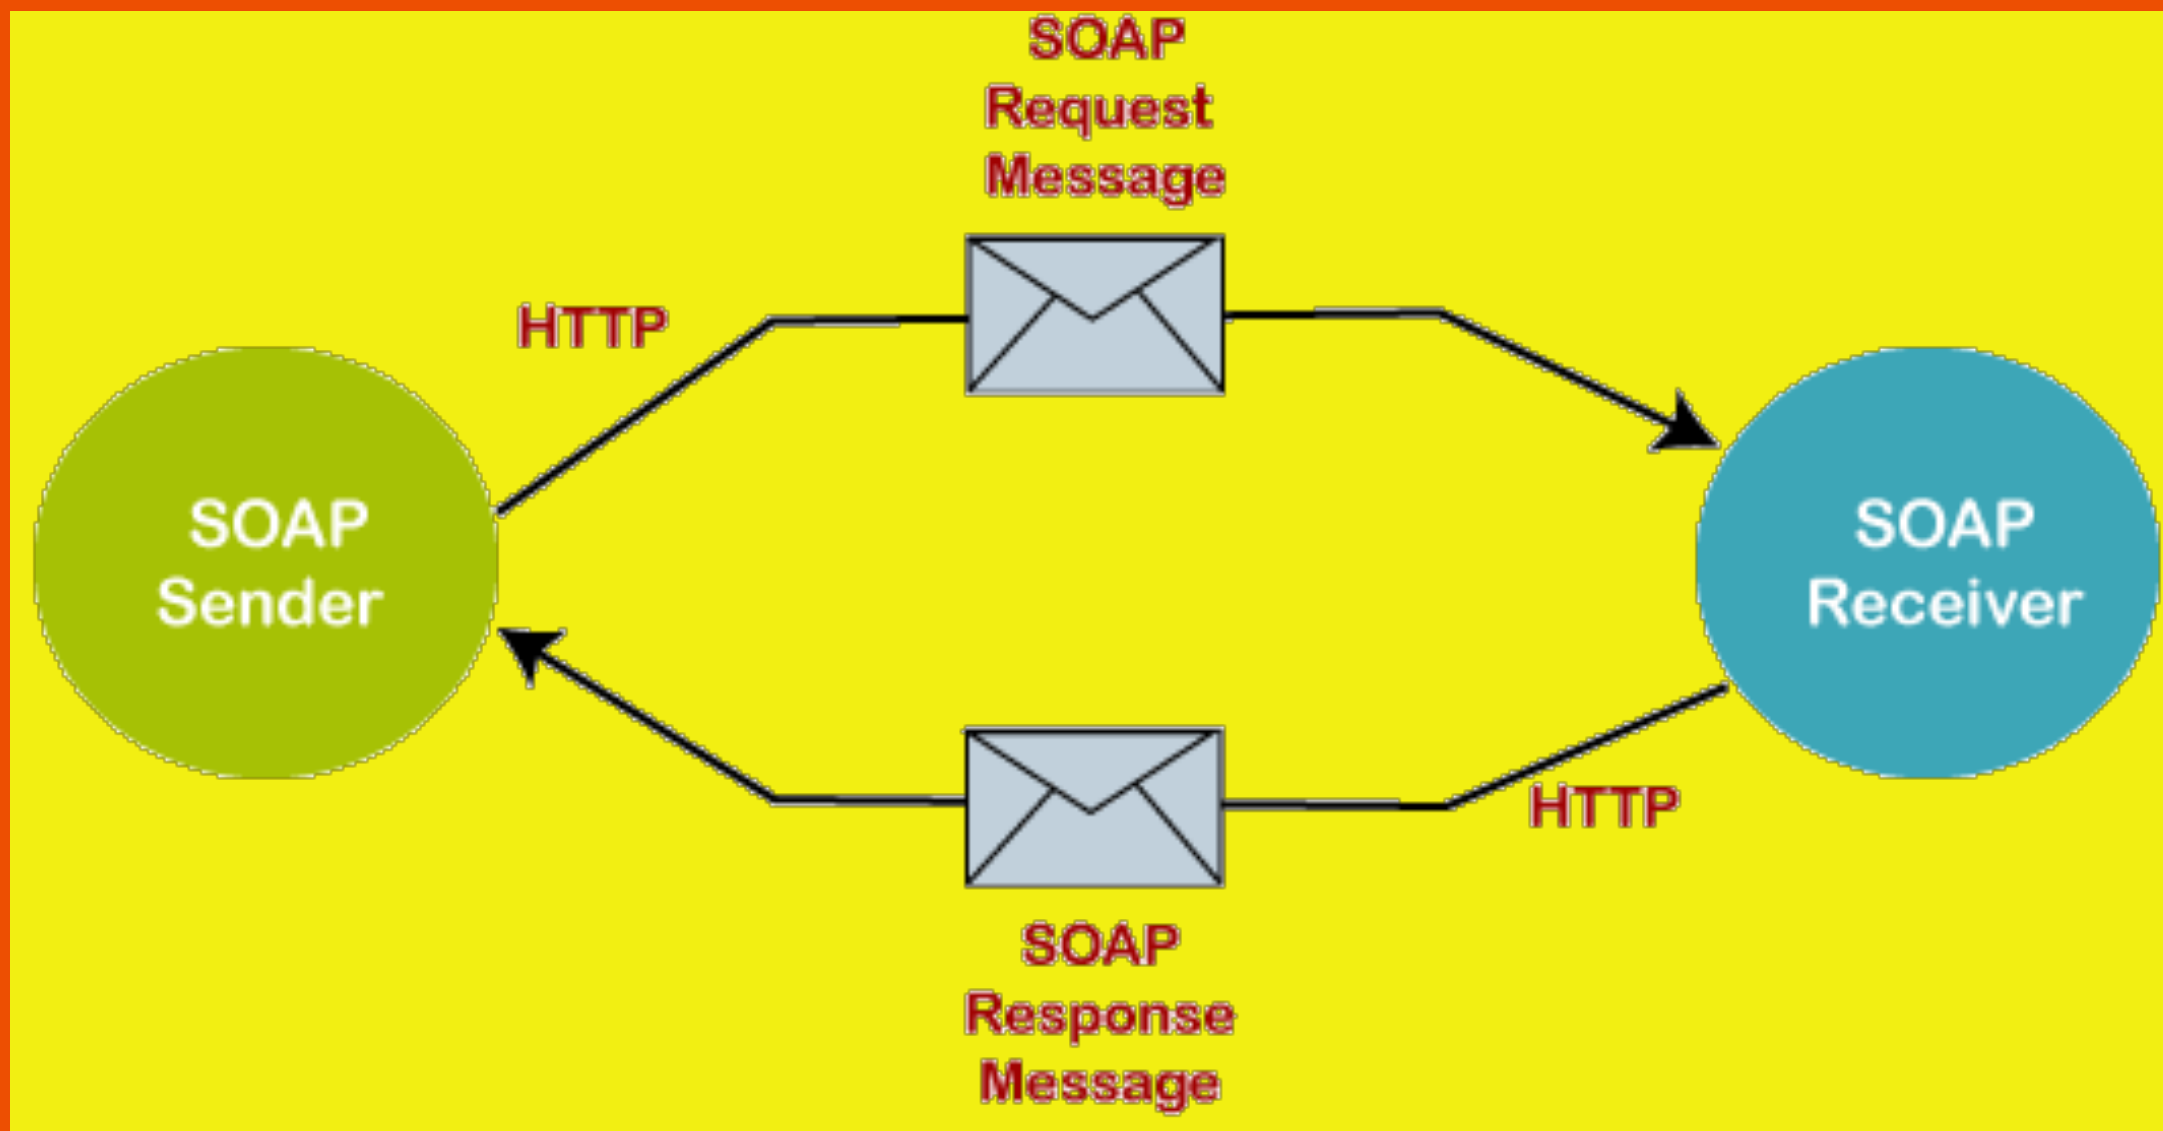 SOAP
Request
Message
HTTP
SOAP
Sender
SOAP
Receiver
HTTP
SOAP
Response
Message